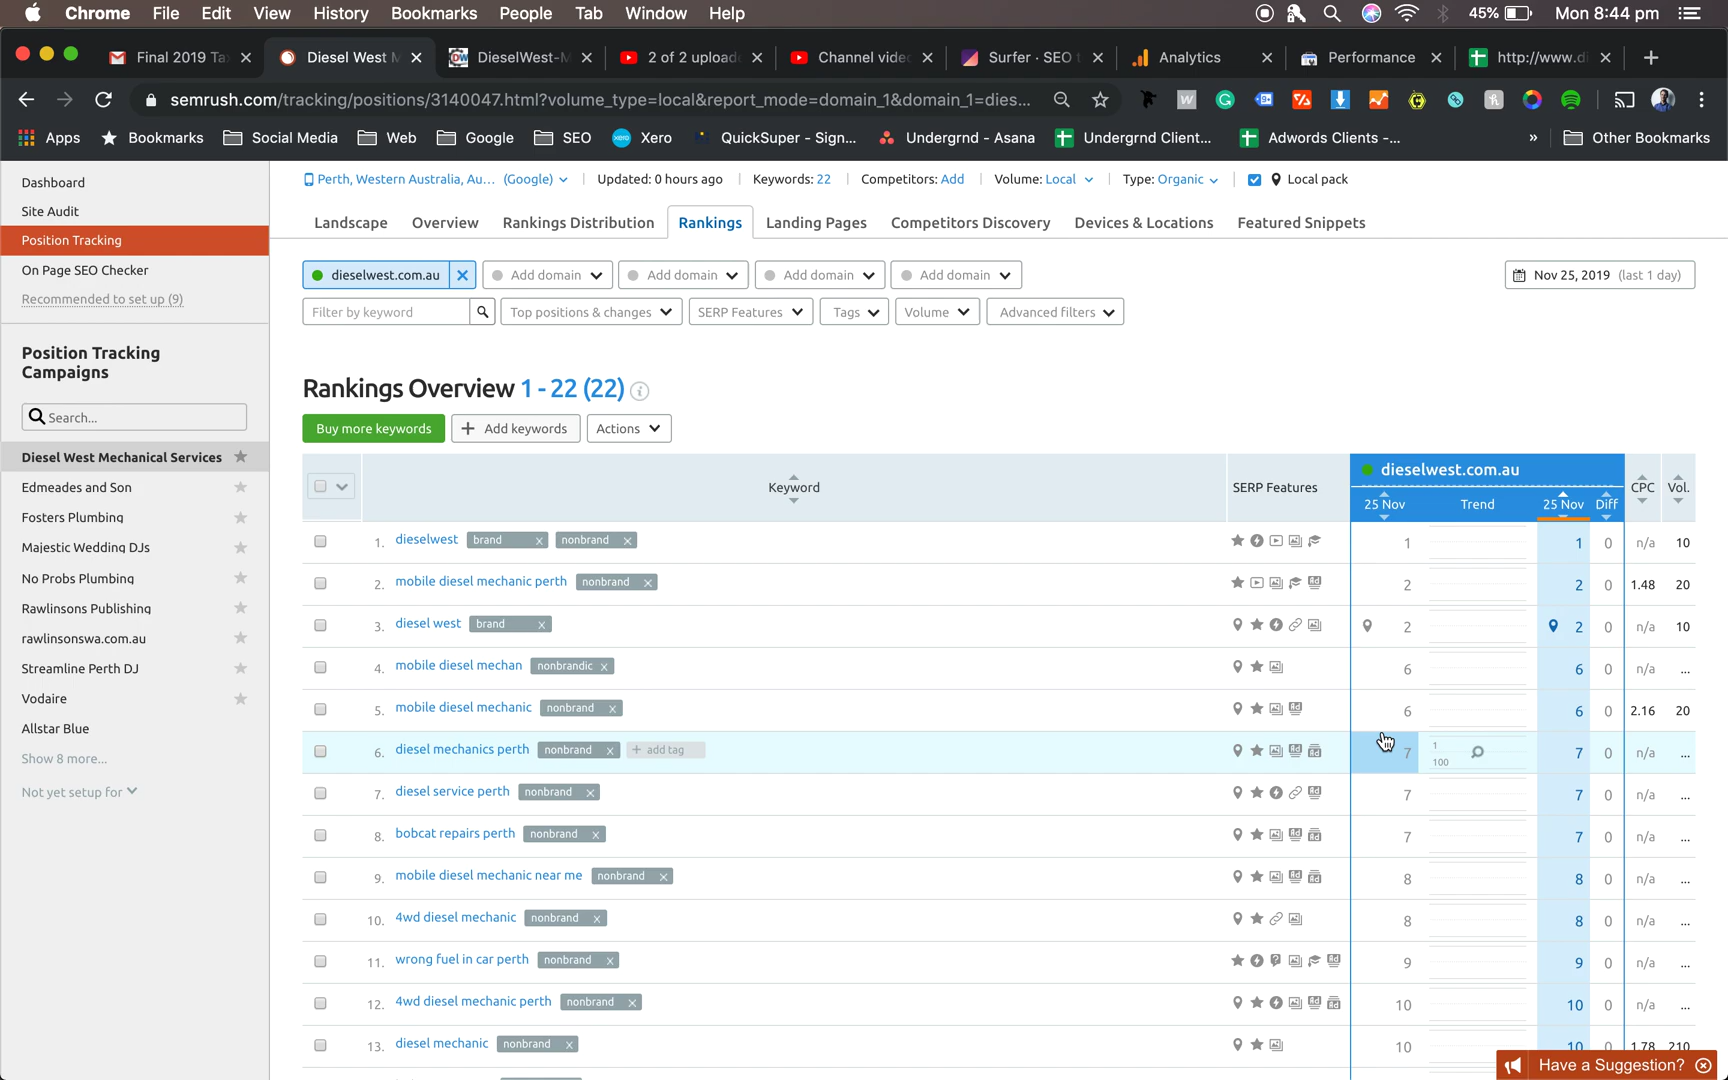 Chrome File Edit View History Bookmarks People Tab Window Help 45% Mon 8:44 pm
Final 2019 Ta Diesel West M DieselWest-M 2 of 2 upload Channel video Surfer · SEO t Analytics Performance http://www.di
semrush.com/tracking/positions/3140047.html?volume_type=local&report_mode=domain_1&domain_1=dies...
Apps Bookmarks Social Media Web Google SEO Xero QuickSuper - Sign... Undergrnd - Asana Undergrnd Client... Adwords Clients -... » Other Bookmarks
Dashboard
Site Audit
Position Tracking
On Page SEO Checker
Recommended to set up (9)
Position Tracking
Campaigns
Search...
Diesel West Mechanical Services
Edmeades and Son
Fosters Plumbing
Majestic Wedding DJs
No Probs Plumbing
Rawlinsons Publishing
rawlinsonswa.com.au
Streamline Perth DJ
Vodaire
Allstar Blue
Show 8 more...
Not yet setup for
Perth, Western Australia, Au... (Google) Updated: 0 hours ago Keywords: 22 Competitors: Add Volume: Local Type: Organic Local pack
Landscape Overview Rankings Distribution Rankings Landing Pages Competitors Discovery Devices & Locations Featured Snippets
dieselwest.com.au Add domain Add domain Add domain Add domain Nov 25, 2019 (last 1 day)
Filter by keyword Top positions & changes SERP Features Tags Volume Advanced filters
Rankings Overview 1 - 22 (22)
Buy more keywords + Add keywords Actions
dieselwest.com.au
Keyword SERP Features 25 Nov Trend 25 Nov Diff CPC Vol.
1. dieselwest brand x nonbrand x 1 1 0 n/a 10
2. mobile diesel mechanic perth nonbrand x 2 2 0 1.48 20
3. diesel west brand x 2 2 0 n/a 10
4. mobile diesel mechan nonbrandic x 6 6 0 n/a ...
5. mobile diesel mechanic nonbrand x 6 6 0 2.16 20
6. diesel mechanics perth nonbrand x + add tag 7 1 100 7 0 n/a ...
7. diesel service perth nonbrand x 7 7 0 n/a ...
8. bobcat repairs perth nonbrand x 7 7 0 n/a ...
9. mobile diesel mechanic near me nonbrand x 8 8 0 n/a ...
10. 4wd diesel mechanic nonbrand x 8 8 0 n/a ...
11. wrong fuel in car perth nonbrand x 9 9 0 n/a ...
12. 4wd diesel mechanic perth nonbrand x 10 10 0 n/a ...
13. diesel mechanic nonbrand x 10 10 0 1.78 210
Have a Suggestion?